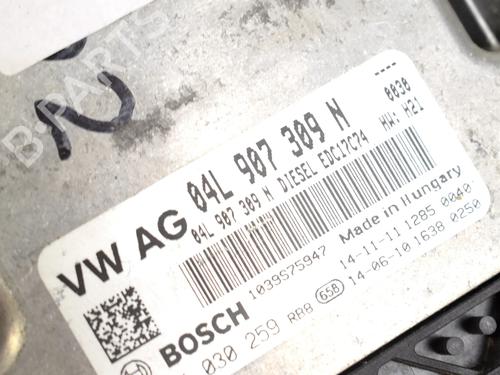 B-PARTS
VW AG
04L 907 309 N
04L 907 309 N DIESEL EDC17C74
----
0030
HW: H21
1039S75947
Made in Hungary
BOSCH
14-11-11 1285 0040
030 259 RB8 658
14-06-10 1638 0250